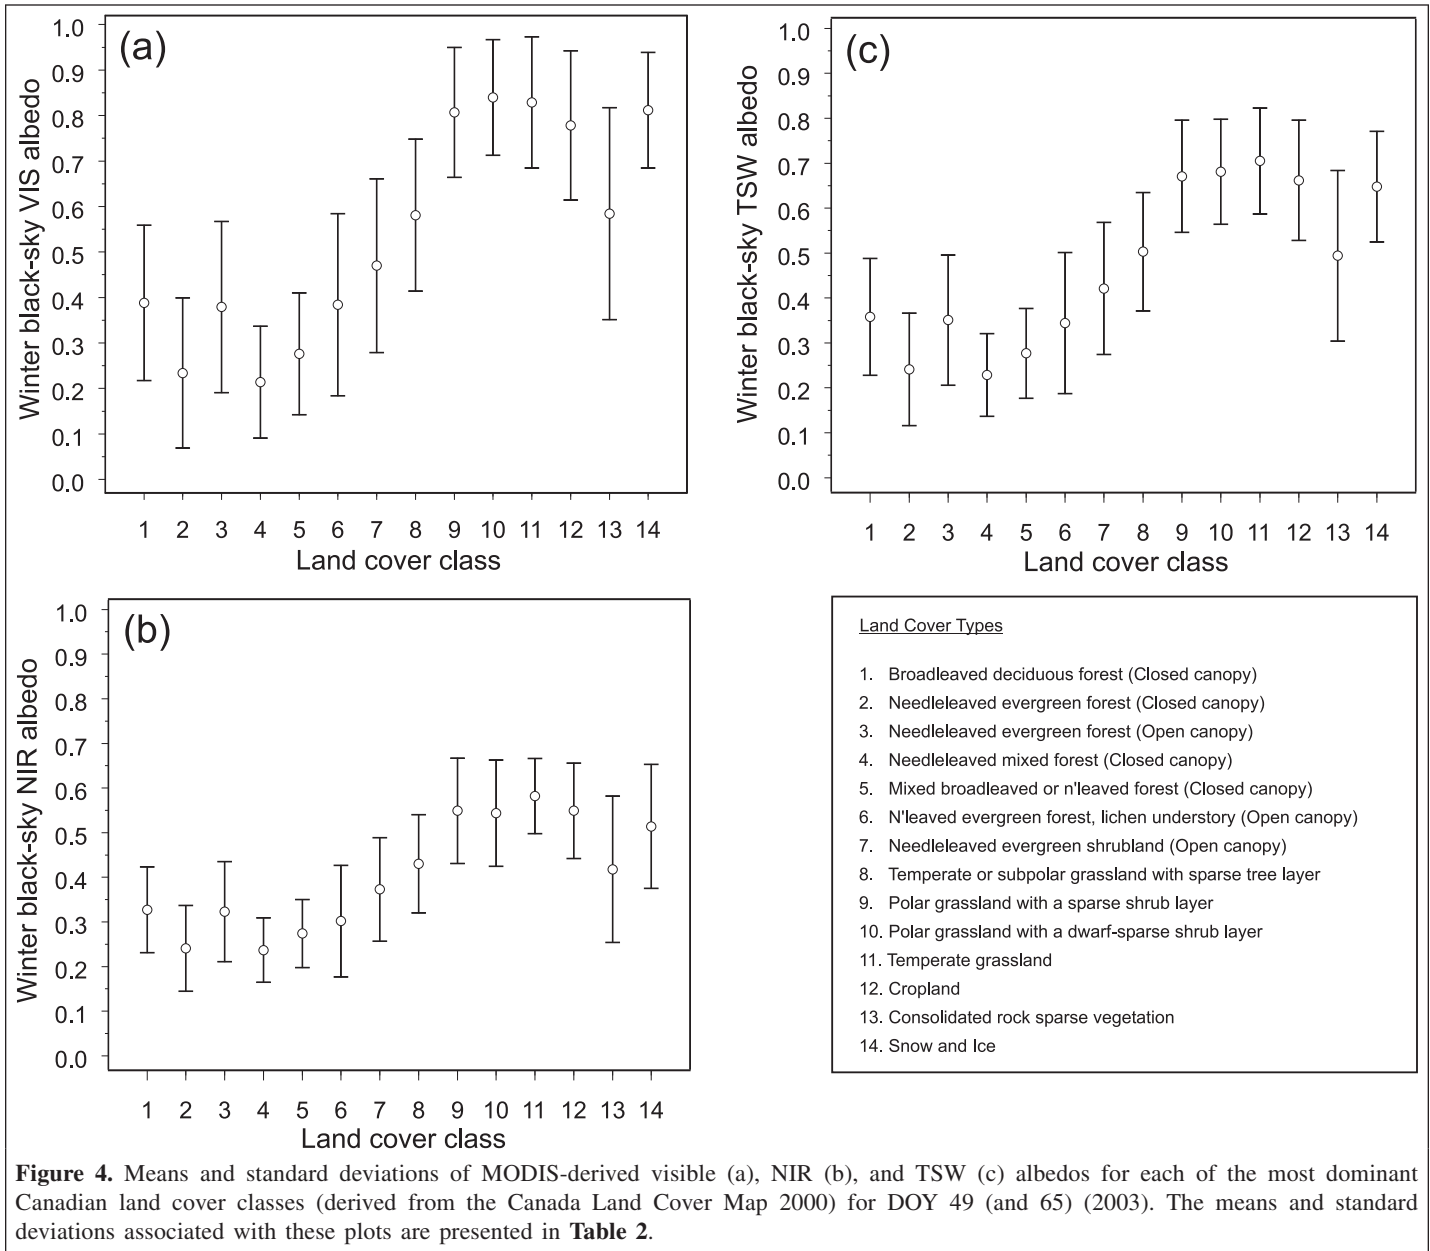 (a)
Winter black-sky VIS albedo
1.0
0.9
0.8
0.7
0.6
0.5
0.4
0.3
0.2
0.1
0.0
1 2 3 4 5 6 7 8 9 10 11 12 13 14
Land cover class
(c)
Winter black-sky TSW albedo
1.0
0.9
0.8
0.7
0.6
0.5
0.4
0.3
0.2
0.1
0.0
1 2 3 4 5 6 7 8 9 10 11 12 13 14
Land cover class
(b)
Winter black-sky NIR albedo
1.0
0.9
0.8
0.7
0.6
0.5
0.4
0.3
0.2
0.1
0.0
1 2 3 4 5 6 7 8 9 10 11 12 13 14
Land cover class
Land Cover Types
1. Broadleaved deciduous forest (Closed canopy)
2. Needleleaved evergreen forest (Closed canopy)
3. Needleleaved evergreen forest (Open canopy)
4. Needleleaved mixed forest (Closed canopy)
5. Mixed broadleaved or n'leaved forest (Closed canopy)
6. N'leaved evergreen forest, lichen understory (Open canopy)
7. Needleleaved evergreen shrubland (Open canopy)
8. Temperate or subpolar grassland with sparse tree layer
9. Polar grassland with a sparse shrub layer
10. Polar grassland with a dwarf-sparse shrub layer
11. Temperate grassland
12. Cropland
13. Consolidated rock sparse vegetation
14. Snow and Ice
Figure 4. Means and standard deviations of MODIS-derived visible (a), NIR (b), and TSW (c) albedos for each of the most dominant
Canadian land cover classes (derived from the Canada Land Cover Map 2000) for DOY 49 (and 65) (2003). The means and standard
deviations associated with these plots are presented in Table 2.